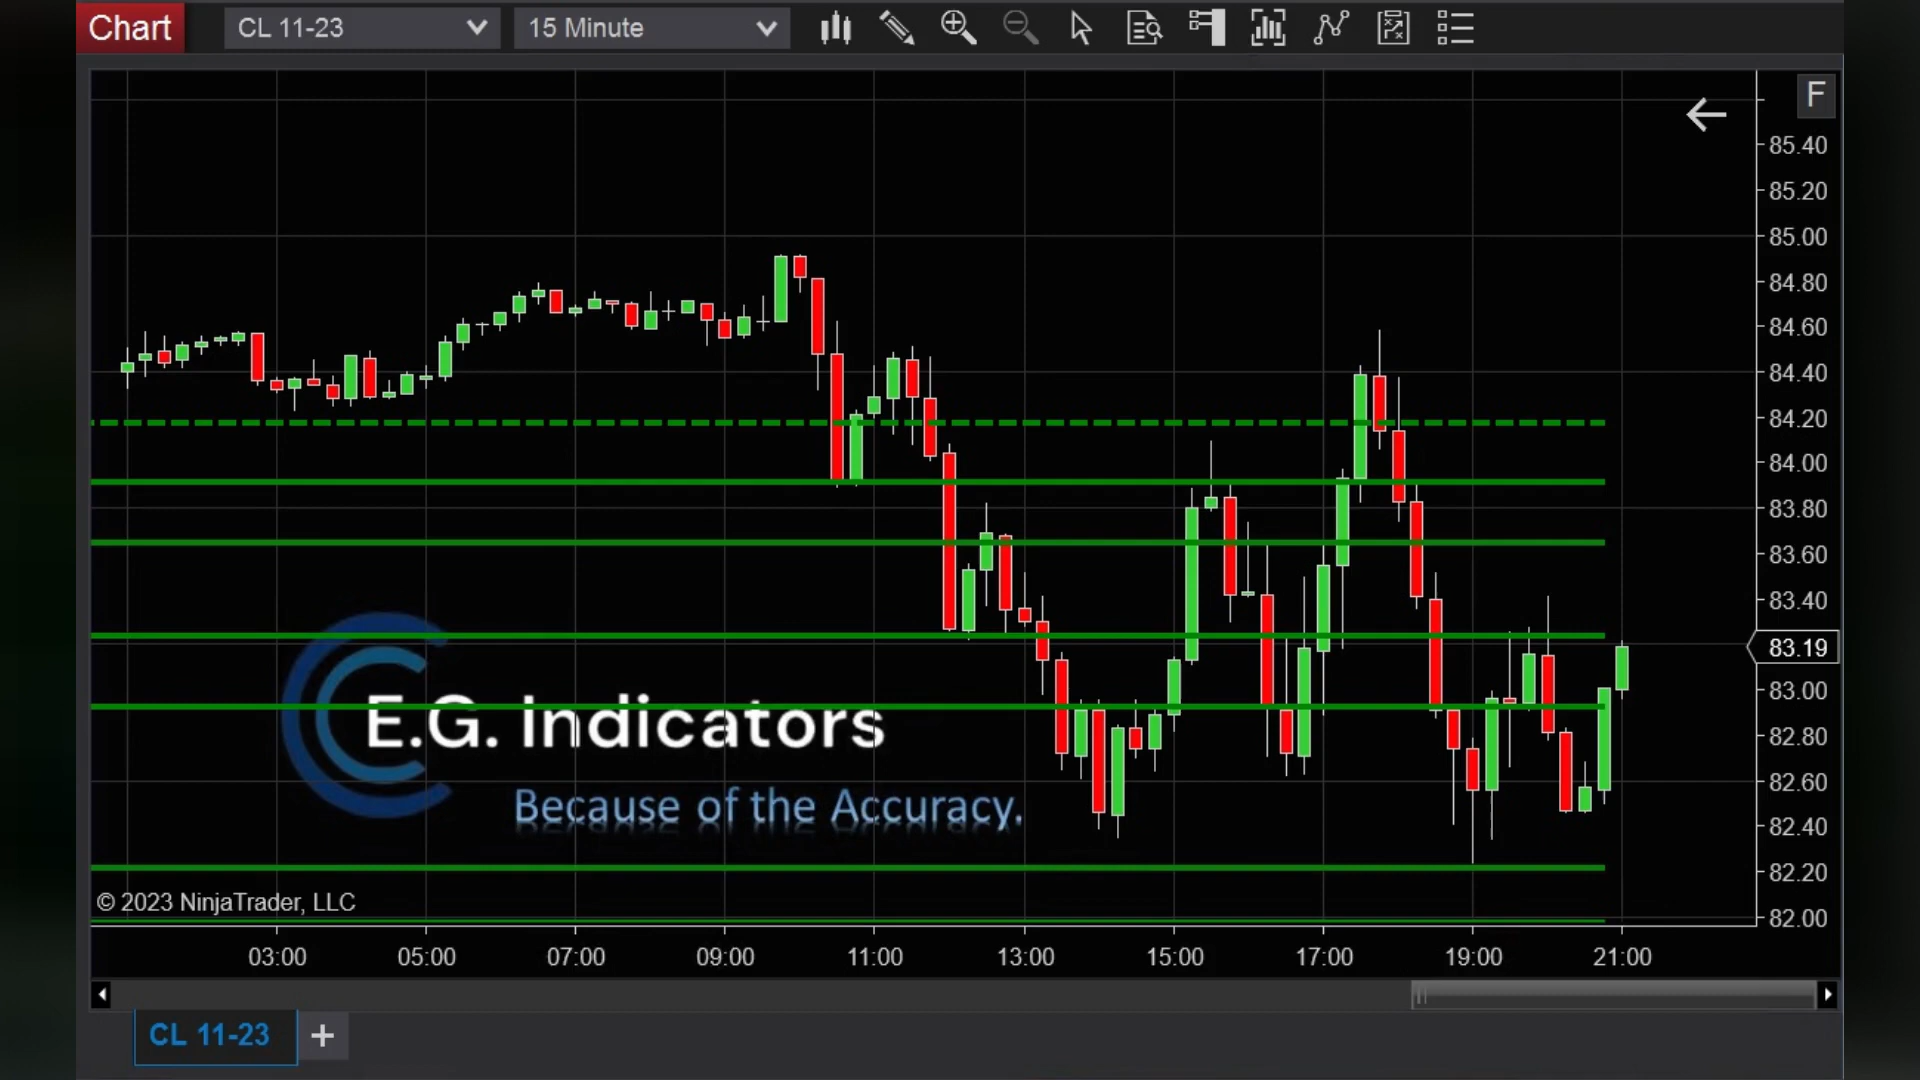 Chart
CL 11-23
15 Minute
F
85.40
85.20
85.00
84.80
84.60
84.40
84.20
84.00
83.80
83.60
83.40
83.19
83.00
82.80
82.60
82.40
82.20
82.00
E.G. Indicators
Because of the Accuracy.
© 2023 NinjaTrader, LLC
03:00 05:00 07:00 09:00 11:00 13:00 15:00 17:00 19:00 21:00
CL 11-23
+